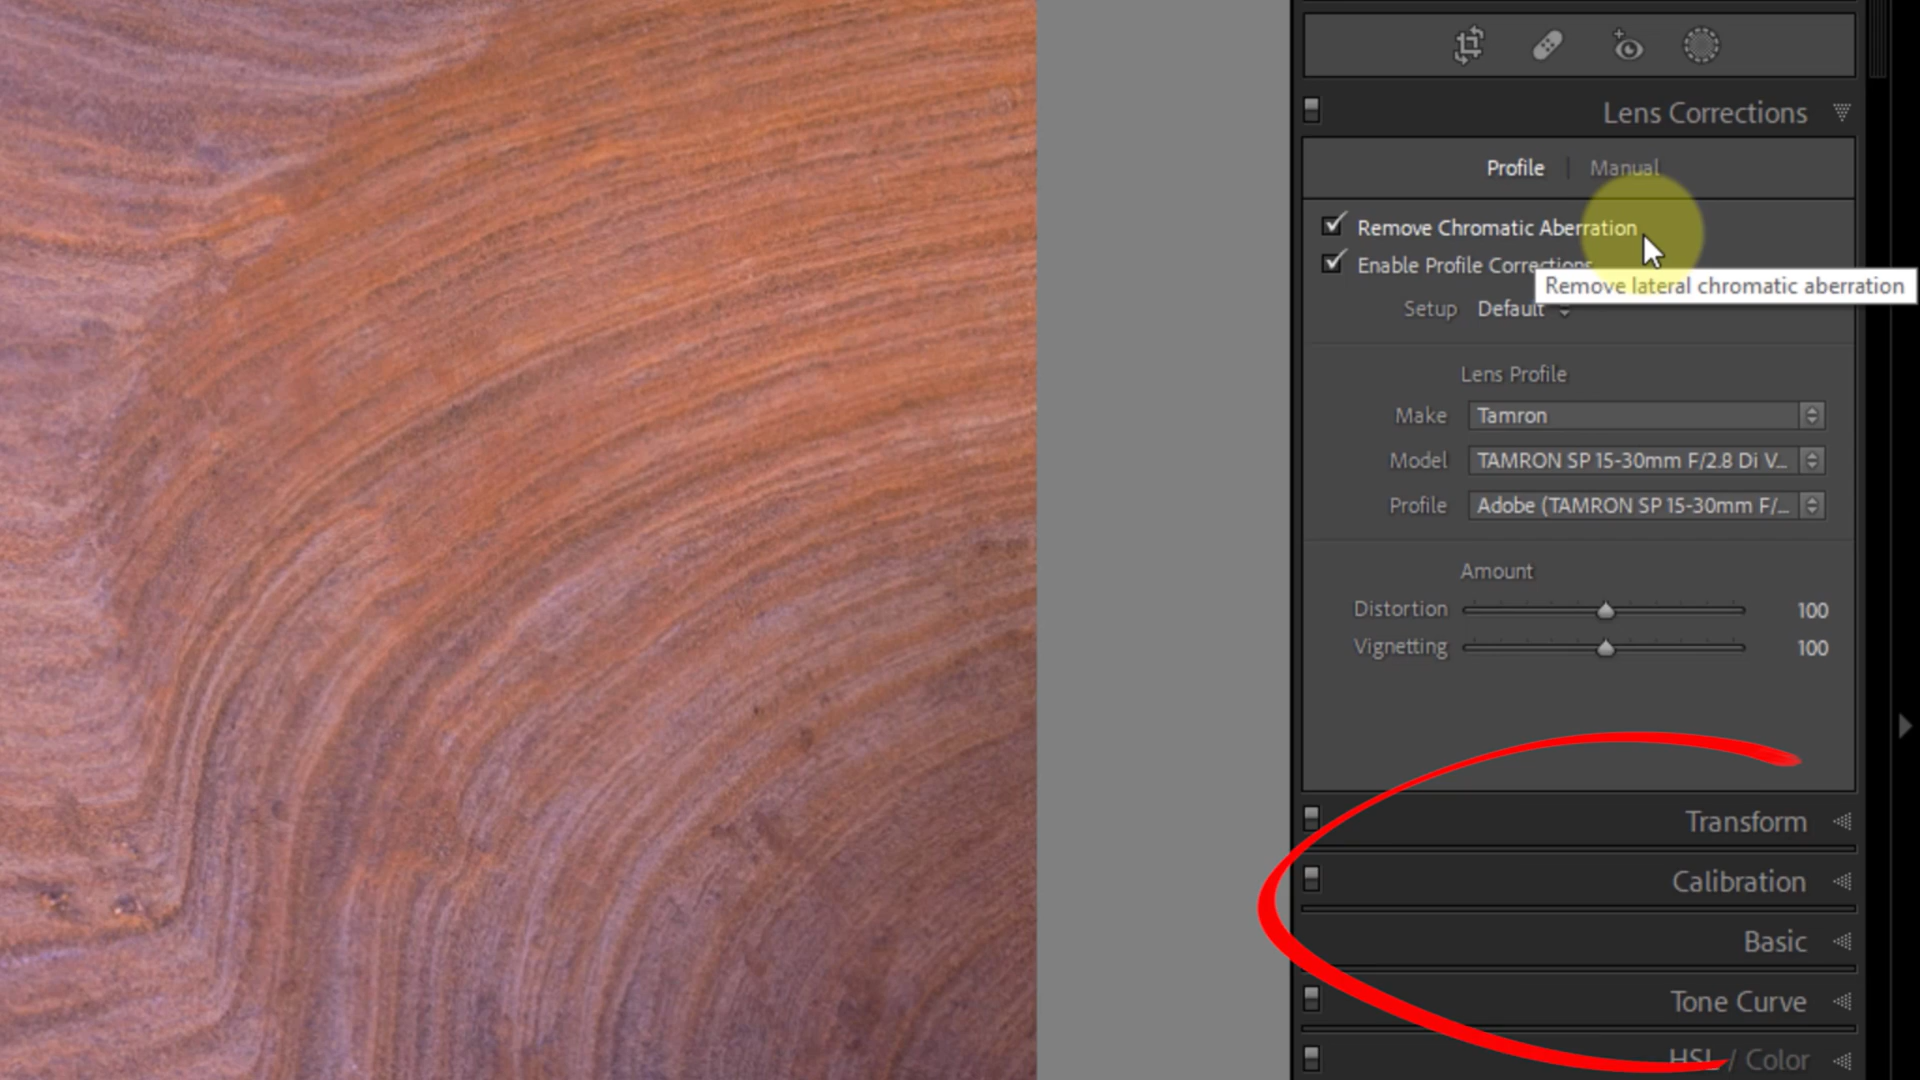 Lens Corrections
Profile | Manual
Remove Chromatic Aberration
Enable Profile Corrections
Remove lateral chromatic aberration
Setup Default
Lens Profile
Make Tamron
Model TAMRON SP 15-30mm F/2.8 Di V...
Profile Adobe (TAMRON SP 15-30mm F/...
Amount
Distortion 100
Vignetting 100
Transform
Calibration
Basic
Tone Curve
HSL / Color